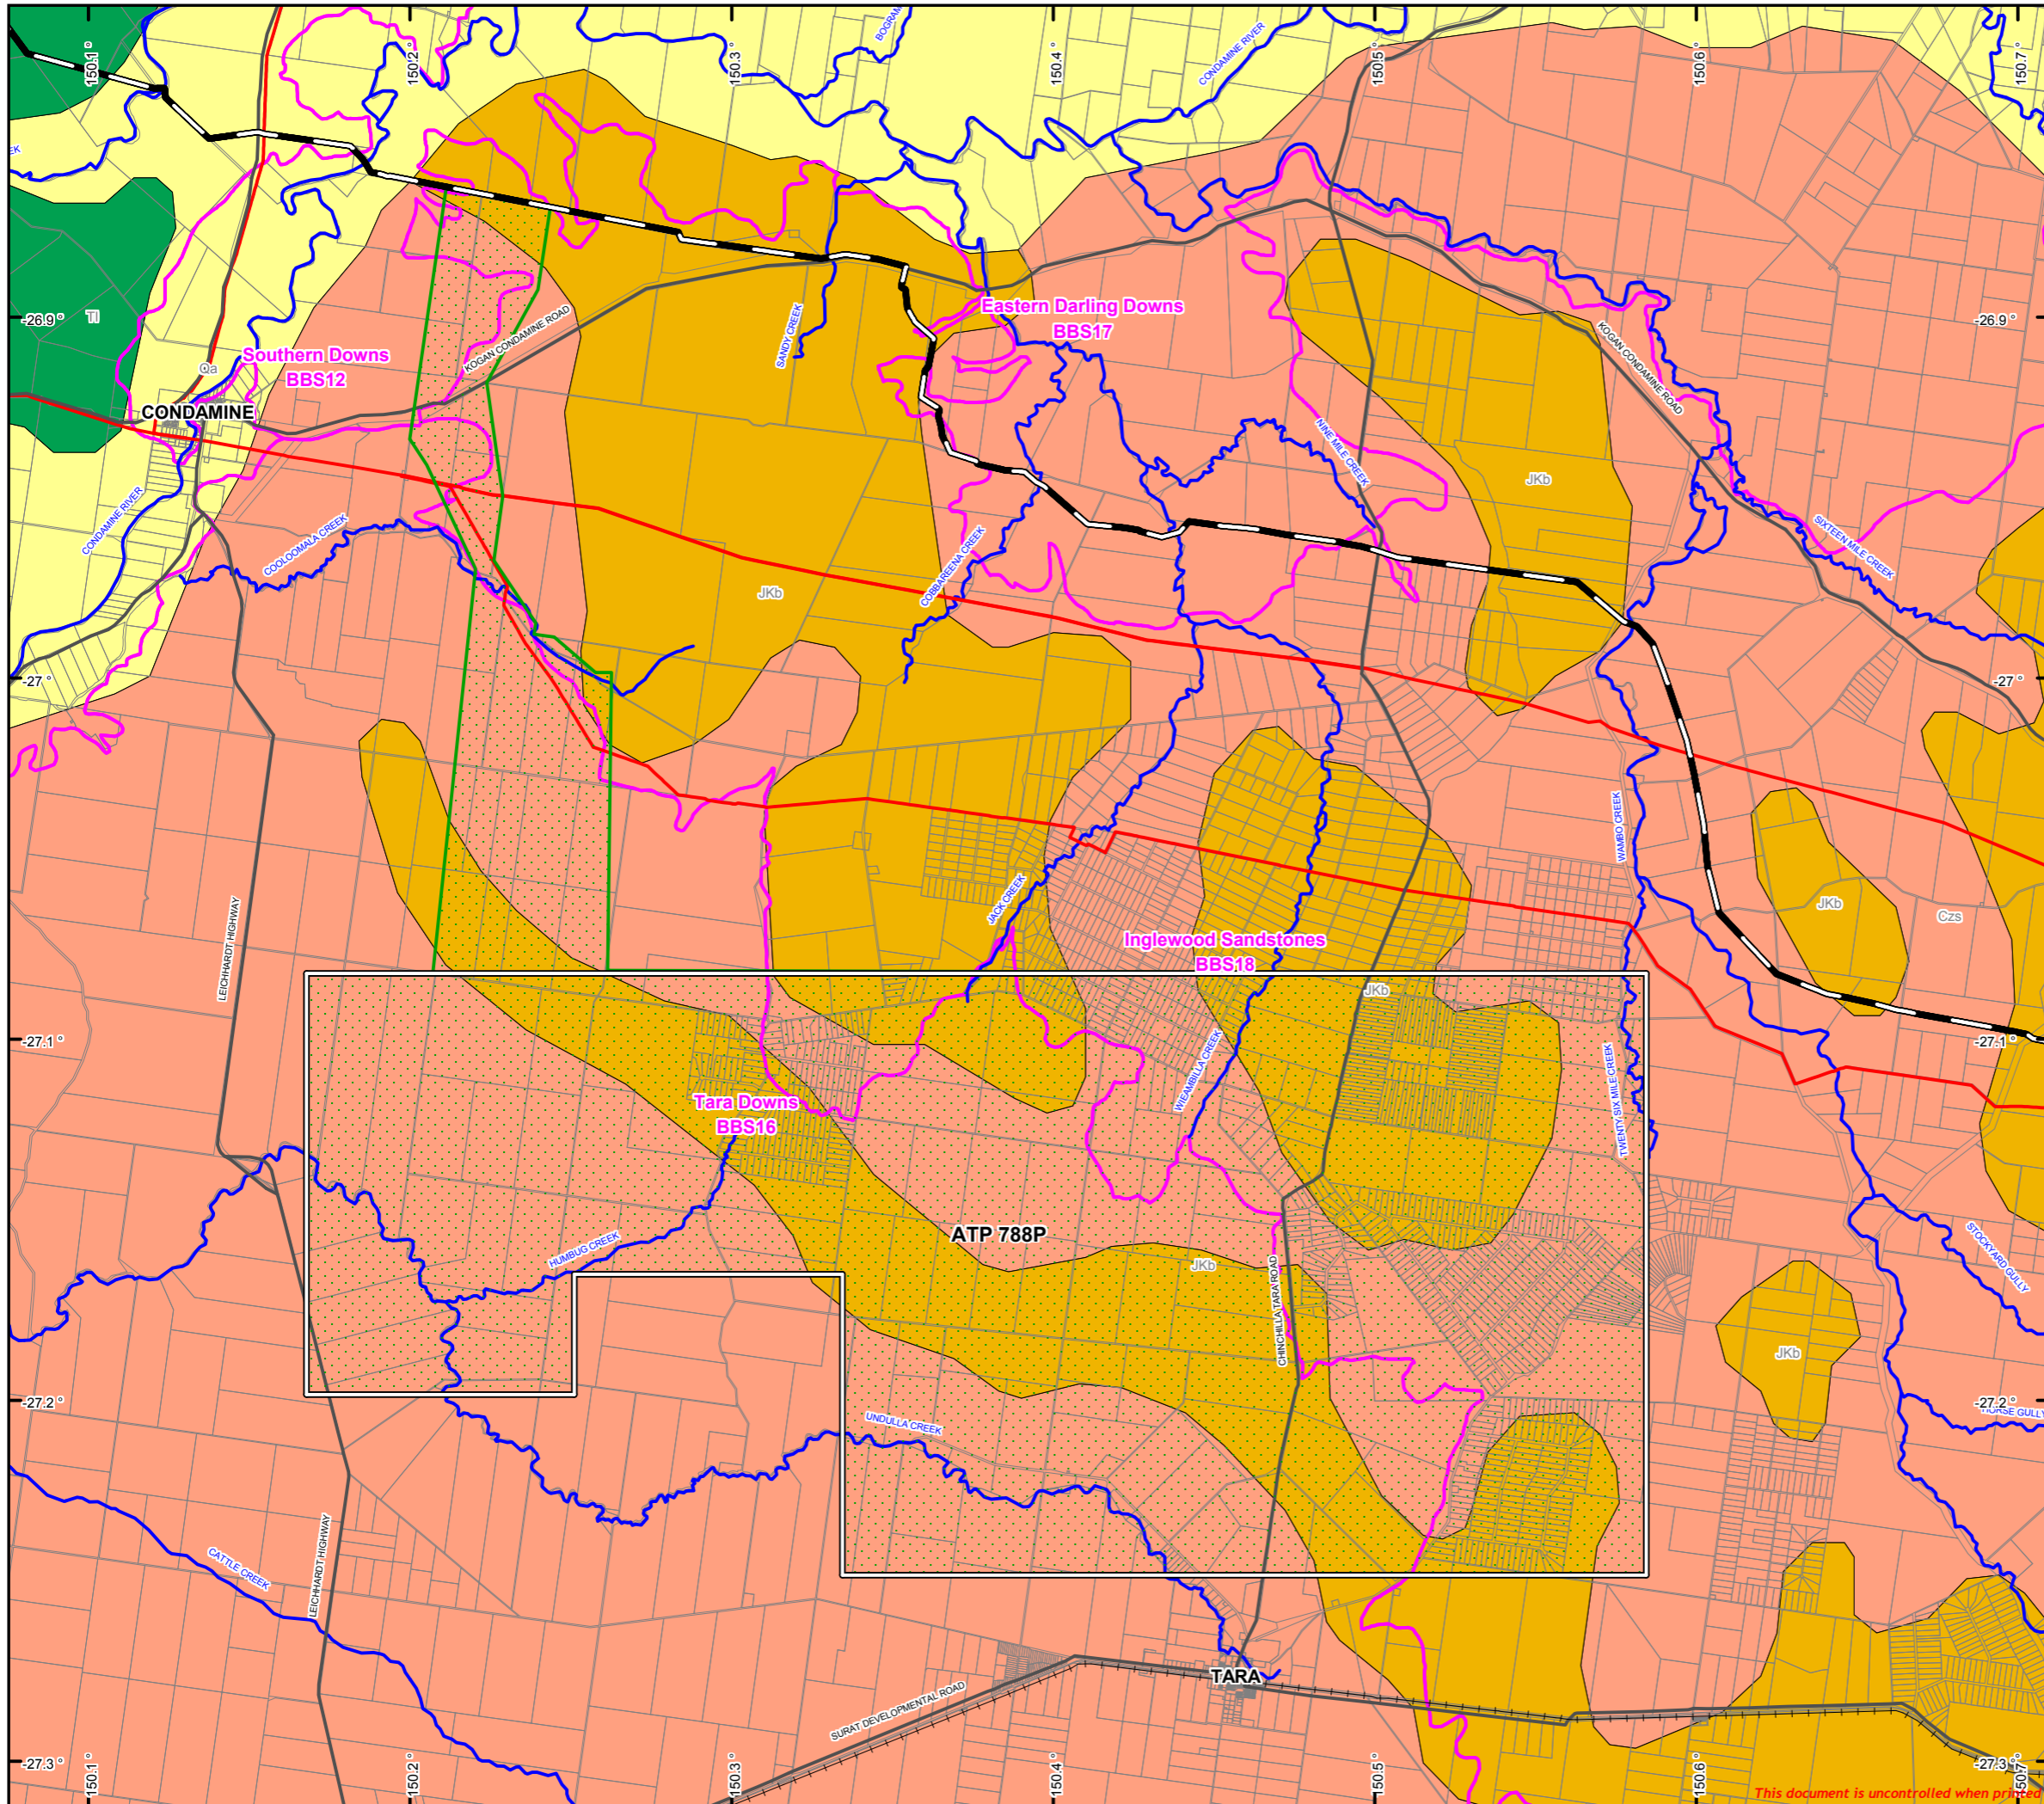 150.1 °
150.2 °
150.3 °
150.4 °
150.5 °
150.6 °
150.7 °
CONDAMINE RIVER
-26.9 °
TI
SANDY CREEK
Eastern Darling Downs
BBS17
-26.9 °
KOGAN CONDAMINE ROAD
KOGAN CONDAMINE ROAD
Southern Downs
BBS12
Qa
CONDAMINE
NINE MILE CREEK
JKb
CONDAMINE RIVER
COOLOOMALA CREEK
SIXTEEN MILE CREEK
COBBAREENA CREEK
JKb
-27 °
-27 °
WAMBO CREEK
JACK CREEK
JKb
Czs
LEICHHARDT HIGHWAY
Inglewood Sandstones
BBS18
JKb
-27.1 °
-27.1 °
WIEAMBILLA CREEK
TWENTY SIX MILE CREEK
Tara Downs
BBS16
ATP 788P
HUMBUG CREEK
JKb
STOCKYARD GULLY
CHINCHILLA TARA ROAD
JKb
-27.2 °
-27.2 °
HORSE GULLY
UNDULLA CREEK
CATTLE CREEK
LEICHHARDT HIGHWAY
TARA
SURAT DEVELOPMENTAL ROAD
-27.3 °
-27.3 °
150.1 °
150.2 °
150.3 °
150.4 °
150.5 °
150.6 °
150.7 °
This document is uncontrolled when printed